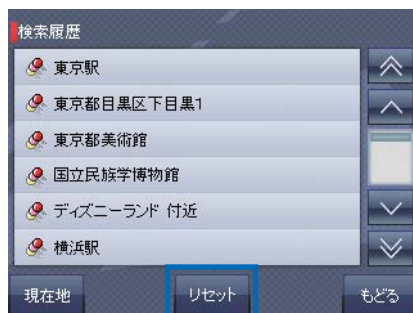 検索履歴
東京駅
東京都目黒区下目黒1
東京都美術館
国立民族学博物館
ディズニーランド 付近
横浜駅
現在地
リセット
もどる